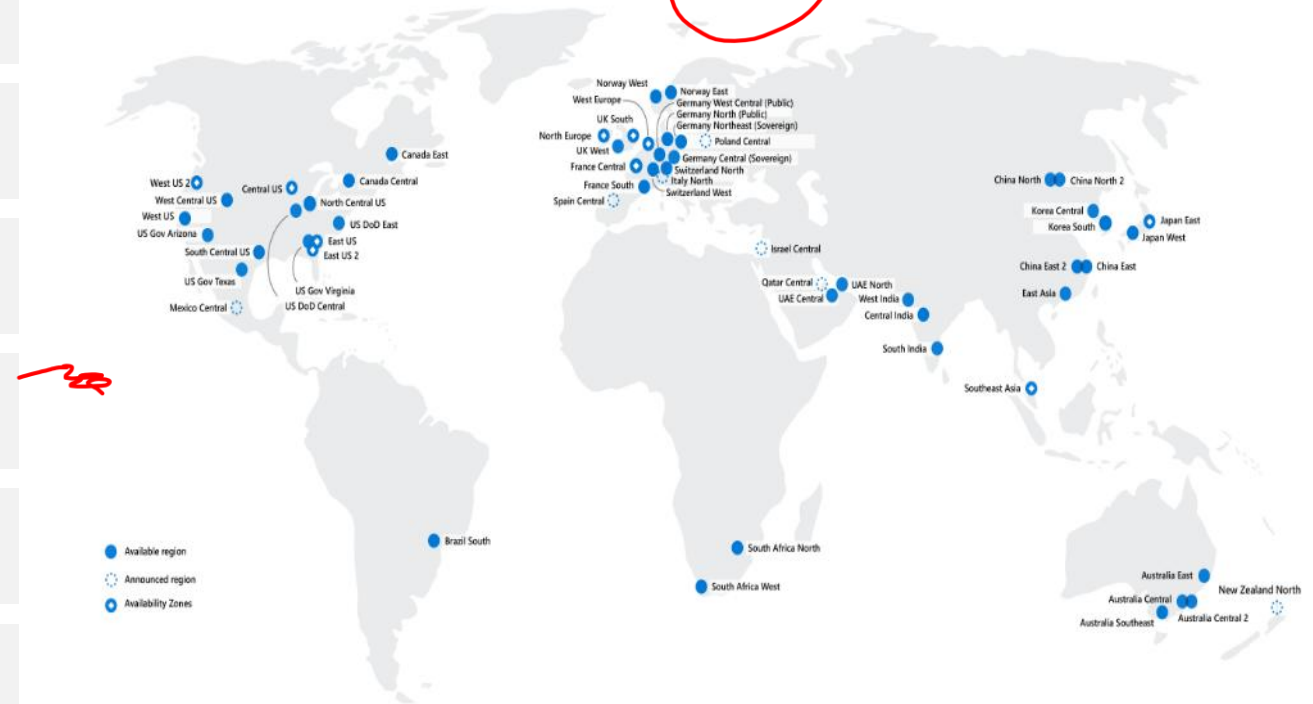 Norway West
Norway East
West Europe
Germany West Central (Public)
Germany North (Public)
UK South
Germany Northeast (Sovereign)
North Europe
Poland Central
UK West
Canada East
Germany Central (Sovereign)
France Central
Switzerland North
West US 2
Central US
Canada Central
Italy North
China North
China North 2
France South
Switzerland West
West Central US
North Central US
Spain Central
Korea Central
West US
US DoD East
Korea South
Japan East
US Gov Arizona
East US
Japan West
South Central US
East US 2
Israel Central
China East 2
China East
US Gov Texas
US Gov Virginia
Qatar Central
UAE North
UAE Central
West India
East Asia
Mexico Central
US DoD Central
Central India
South India
Southeast Asia
Brazil South
South Africa North
Available region
Announced region
Availability Zones
South Africa West
Australia East
New Zealand North
Australia Central
Australia Southeast
Australia Central 2